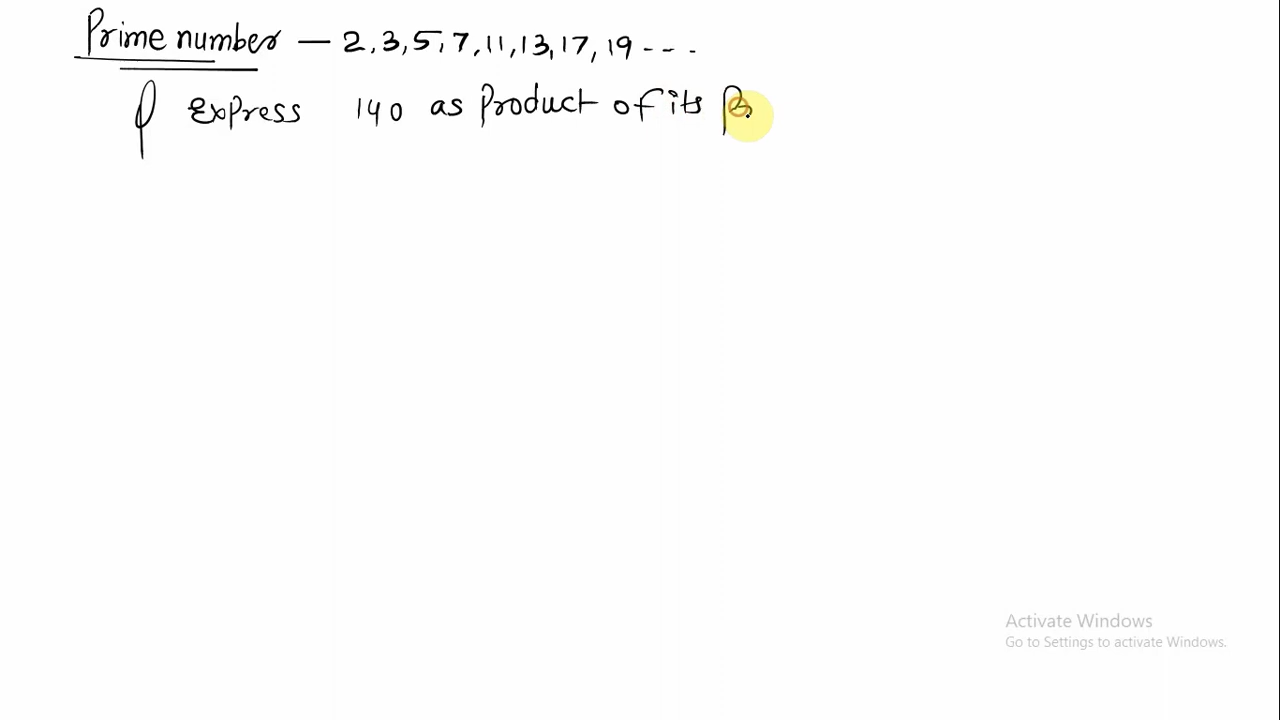 Prime number — 2, 3, 5, 7, 11, 13, 17, 19 - - -
Express 140 as Product of its
Activate Windows
Go to Settings to activate Windows.